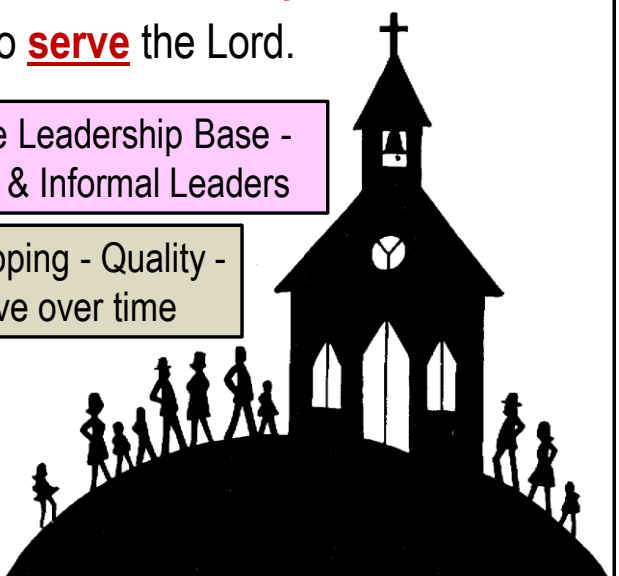 o serve the Lord.
e Leadership Base -
& Informal Leaders
pping - Quality -
ve over time